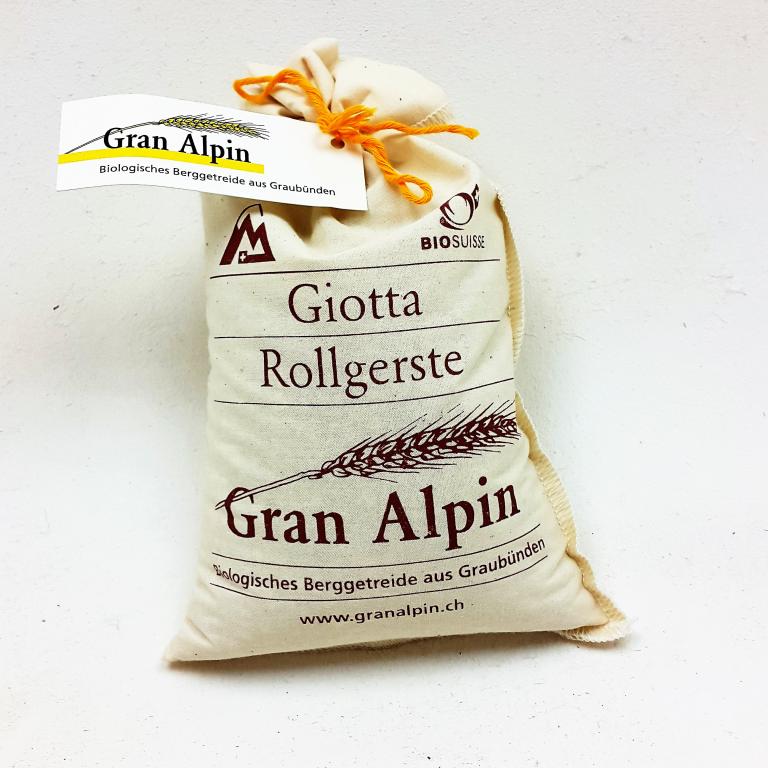 Gran Alpin
Biologisches Berggetreide aus Graubünden
BIOSUISSE
Giotta
Rollgerste
Gran Alpin
Biologisches Berggetreide aus Graubünden
www.granalpin.ch